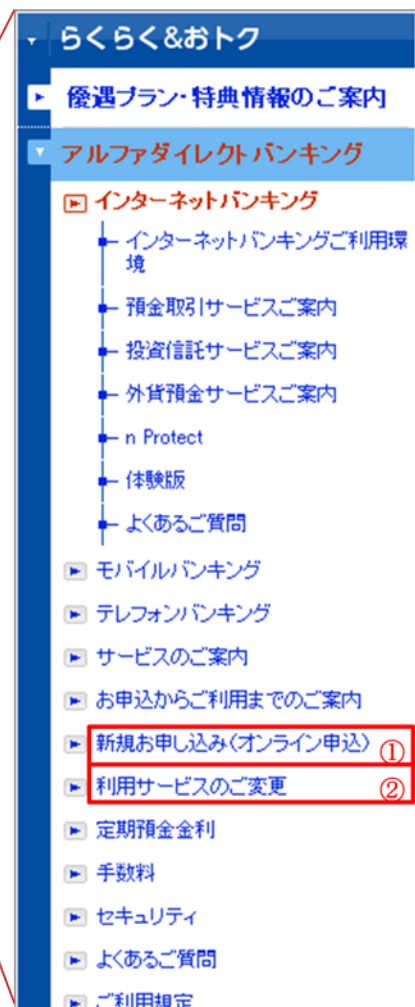 らくらく&おトク
優遇プラン・特典情報のご案内
アルファダイレクトバンキング
インターネットバンキング
インターネットバンキングご利用環
境
預金取引サービスご案内
投資信託サービスご案内
外貨預金サービスご案内
n Protect
体験版
よくあるご質問
モバイルバンキング
テレフォンバンキング
サービスのご案内
お申込からご利用までのご案内
新規お申し込み(オンライン申込) ①
利用サービスのご変更 ②
定期預金金利
手数料
セキュリティ
よくあるご質問
ご利用規定